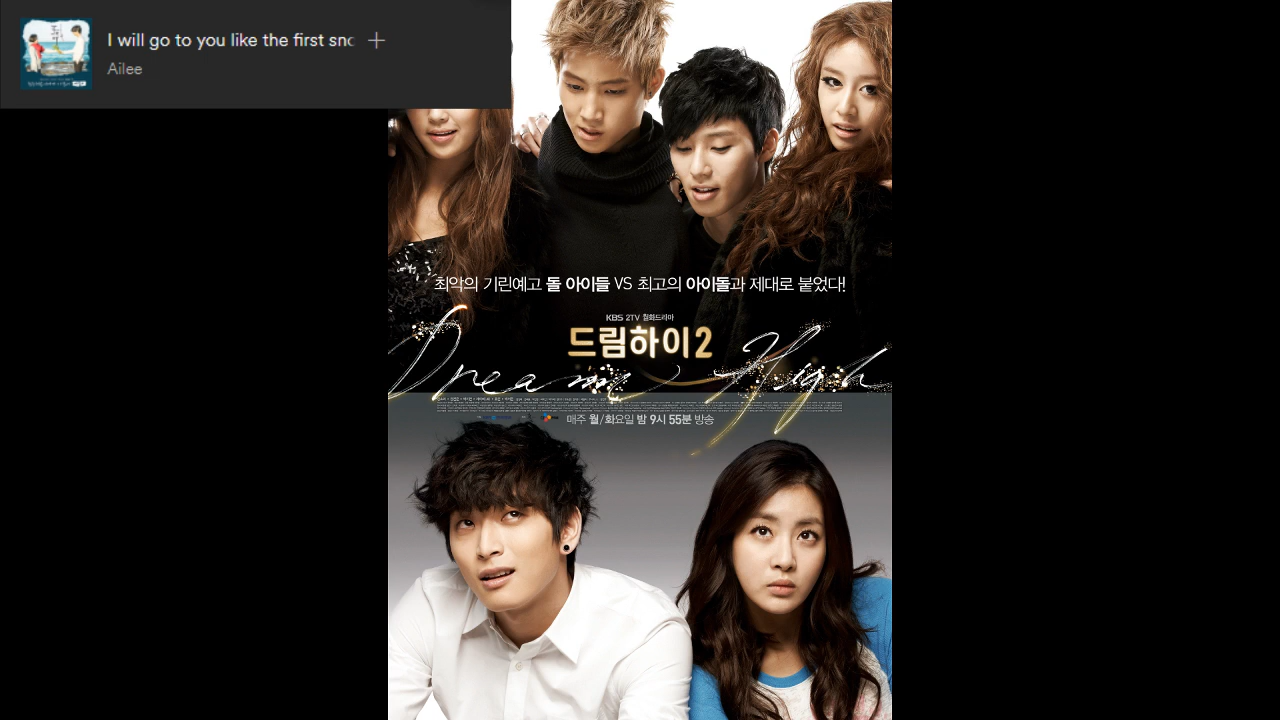 I will go to you like the first sno
Ailee
최악의 기린예고 돌 아이들 VS 최고의 아이돌과 제대로 붙었다!
KBS 2TV 월화드라마
드림하이2
Dream High
매주 월/화요일 밤 9시 55분 방송